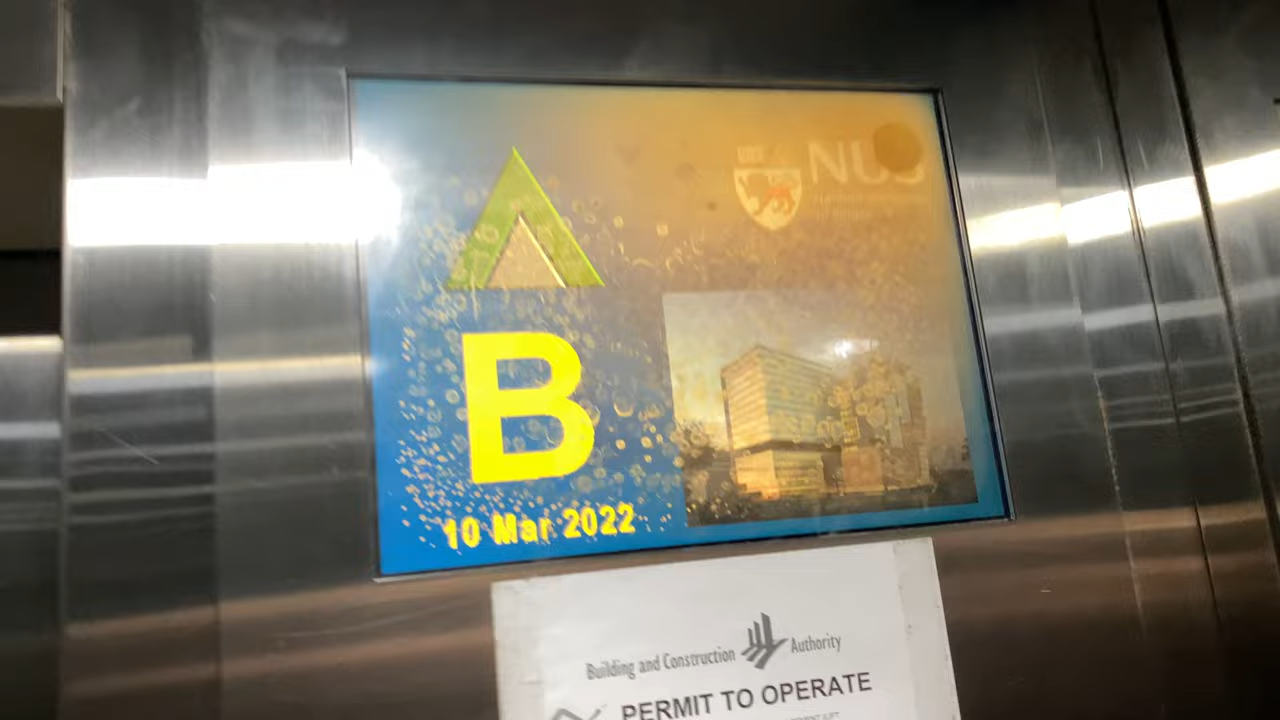 NUS
B
10 Mar 2022
Building and Construction Authority
PERMIT TO OPERATE